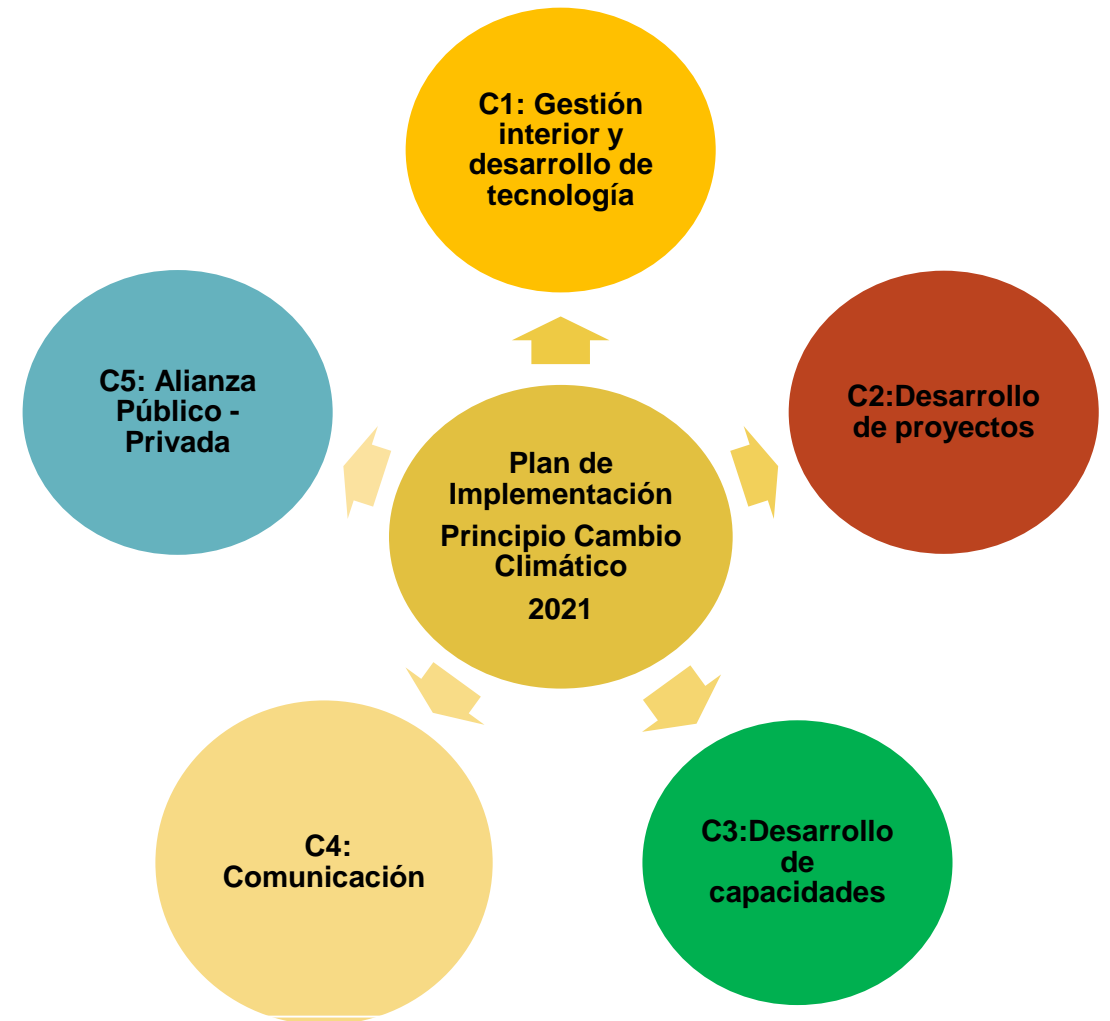 C1: Gestión
interior y
desarrollo de
tecnología
C5: Alianza
Público -
Privada
C2:Desarrollo
de proyectos
Plan de
Implementación
Principio Cambio
Climático
2021
C4:
Comunicación
C3:Desarrollo
de
capacidades